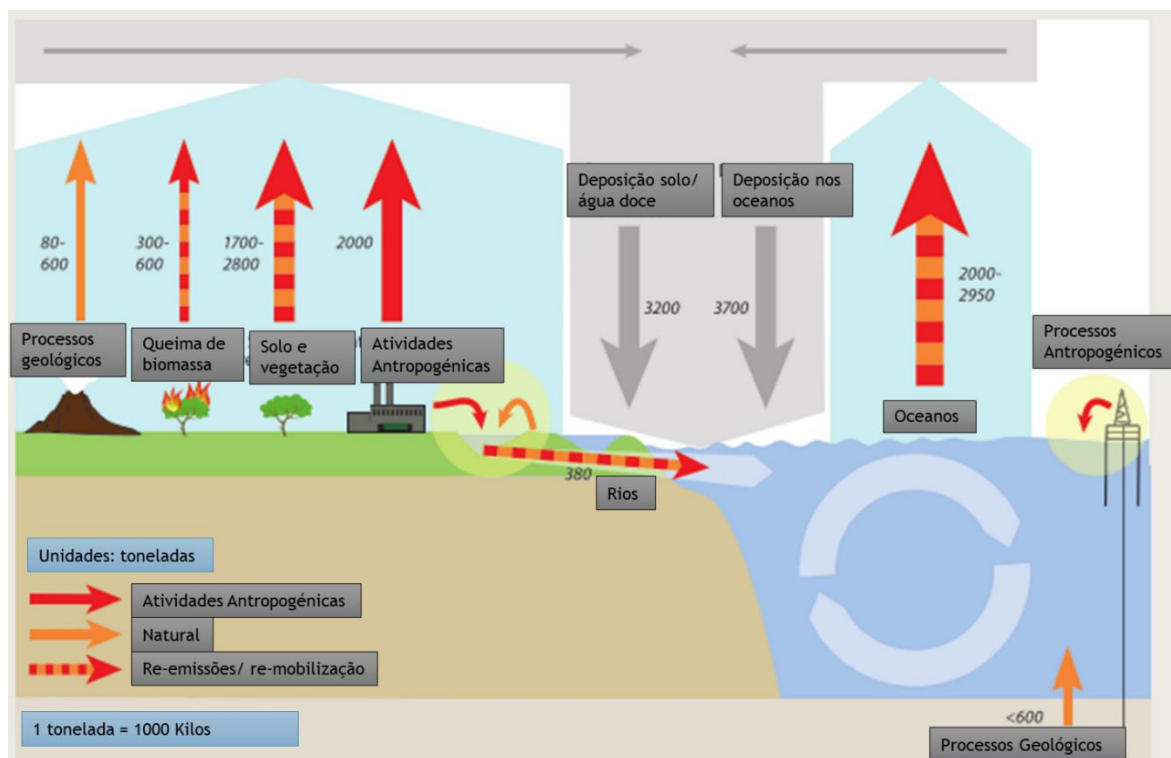 Deposição solo/
água doce
Deposição nos
oceanos
80-
600
300-
600
1700-
2800
2000
3200
3700
2000-
2950
Processos
geológicos
Queima de
biomassa
Solo e
vegetação
Atividades
Antropogénicas
Oceanos
Processos
Antropogénicos
380
Rios
Unidades: toneladas
Atividades Antropogénicas
Natural
Re-emissões/ re-mobilização
1 tonelada = 1000 Kilos
<600
Processos Geológicos